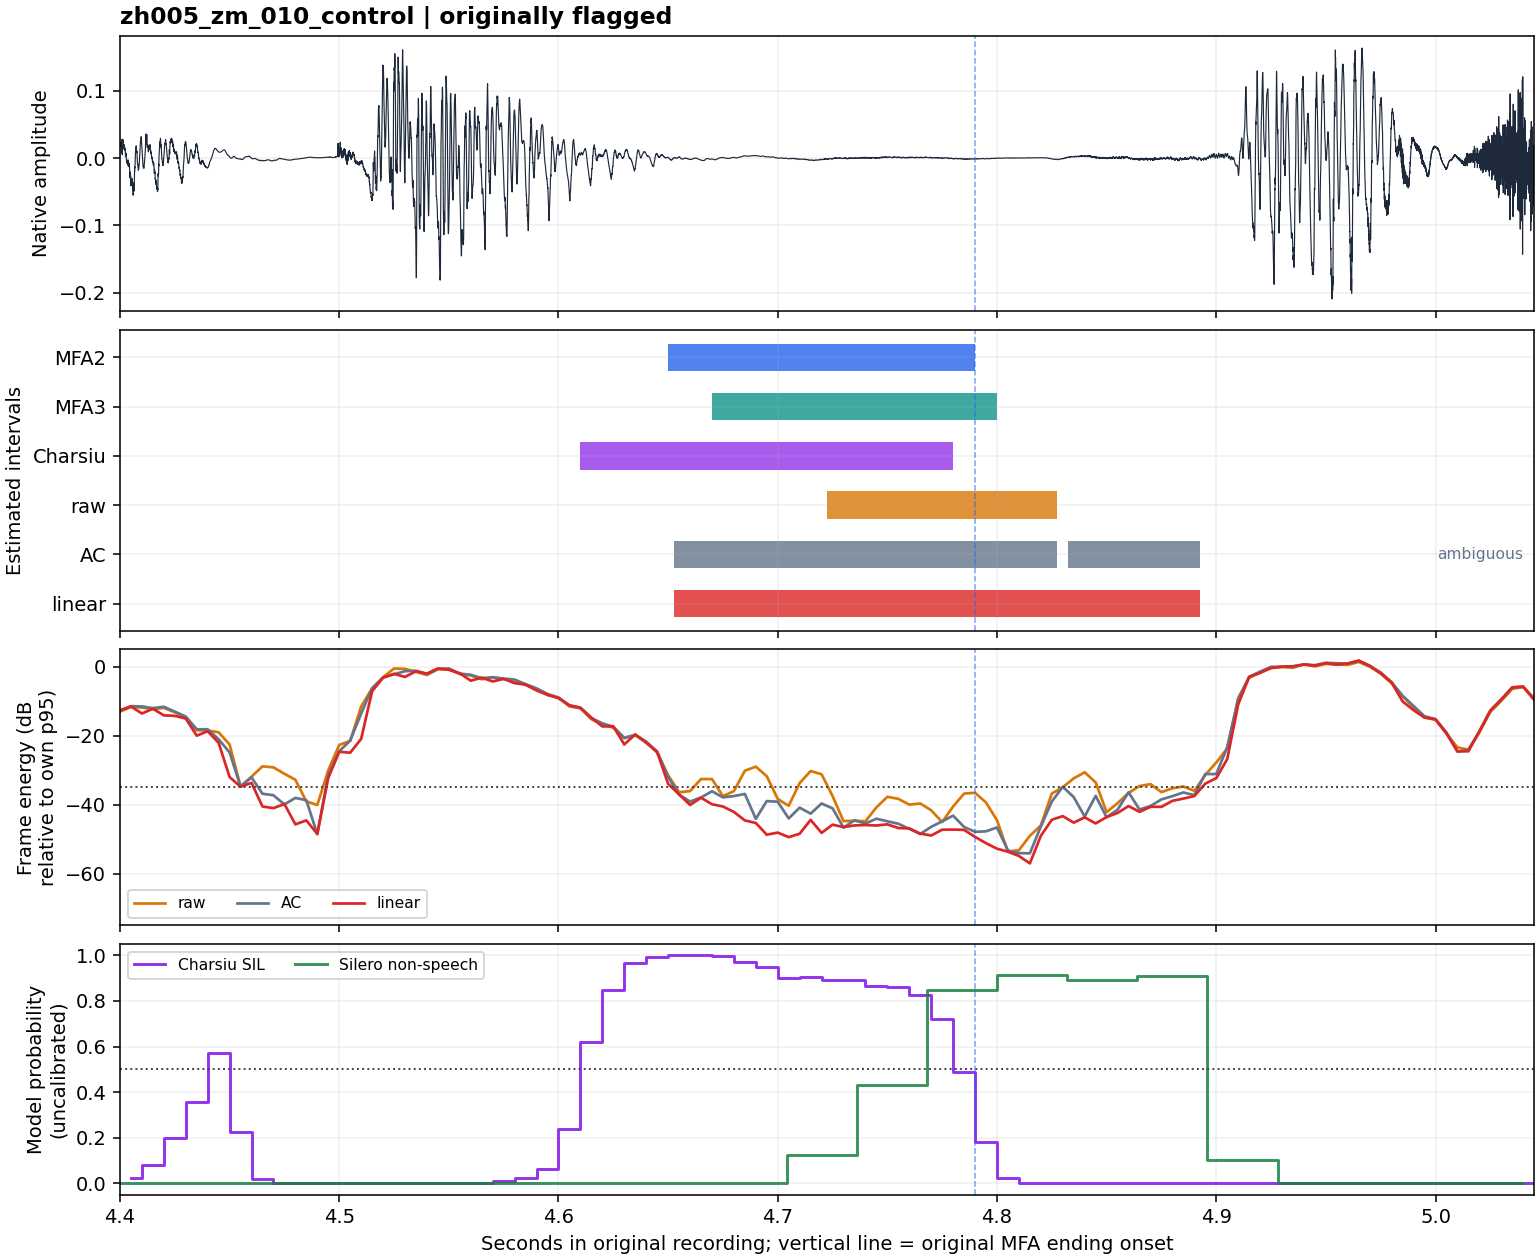 zh005_zm_010_control | originally flagged
Native amplitude
0.1
0.0
−0.1
−0.2
Estimated intervals
MFA2
MFA3
Charsiu
raw
AC
linear
ambiguous
Frame energy (dB
relative to own p95)
0
−20
−40
−60
raw
AC
linear
Model probability
(uncalibrated)
1.0
0.8
0.6
0.4
0.2
0.0
Charsiu SIL
Silero non-speech
4.4
4.5
4.6
4.7
4.8
4.9
5.0
Seconds in original recording; vertical line = original MFA ending onset